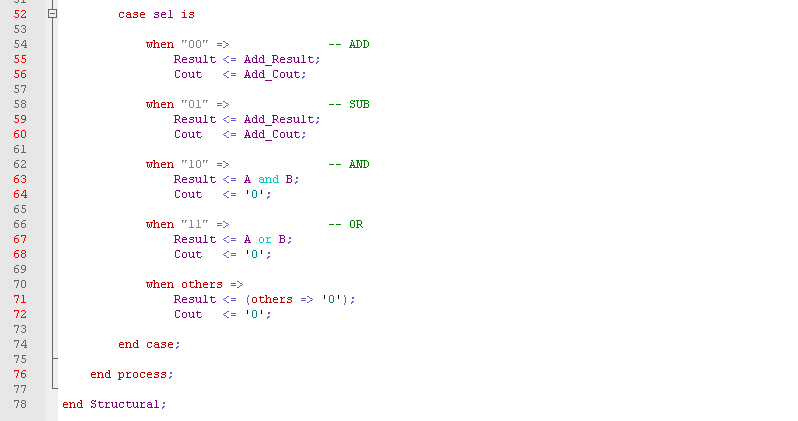 52 case sel is
53
54 when "00" => -- ADD
55 Result <= Add_Result;
56 Cout <= Add_Cout;
57
58 when "01" => -- SUB
59 Result <= Add_Result;
60 Cout <= Add_Cout;
61
62 when "10" => -- AND
63 Result <= A and B;
64 Cout <= '0';
65
66 when "11" => -- OR
67 Result <= A or B;
68 Cout <= '0';
69
70 when others =>
71 Result <= (others => '0');
72 Cout <= '0';
73
74 end case;
75
76 end process;
77
78 end Structural;